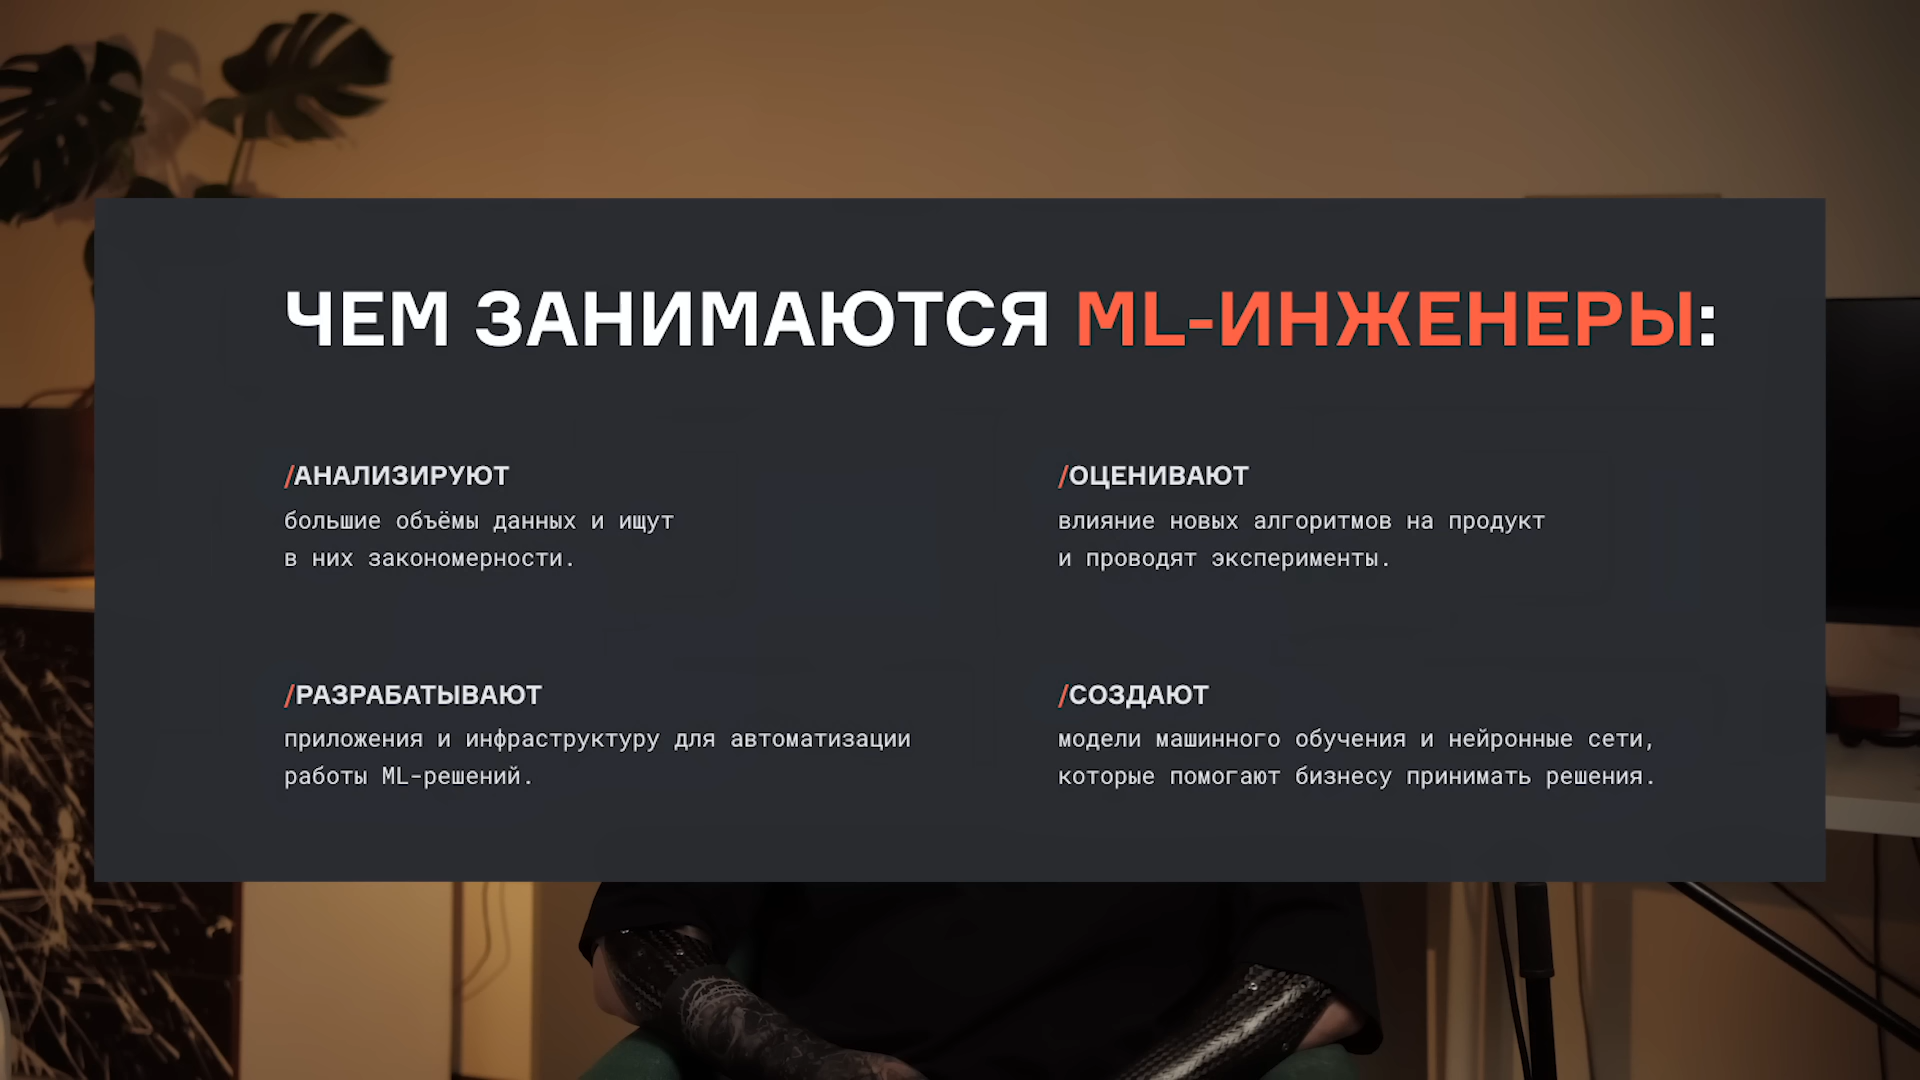 ЧЕМ ЗАНИМАЮТСЯ ML-ИНЖЕНЕРЫ:
/АНАЛИЗИРУЮТ
большие объёмы данных и ищут
в них закономерности.
/ОЦЕНИВАЮТ
влияние новых алгоритмов на продукт
и проводят эксперименты.
/РАЗРАБАТЫВАЮТ
приложения и инфраструктуру для автоматизации
работы ML-решений.
/СОЗДАЮТ
модели машинного обучения и нейронные сети,
которые помогают бизнесу принимать решения.